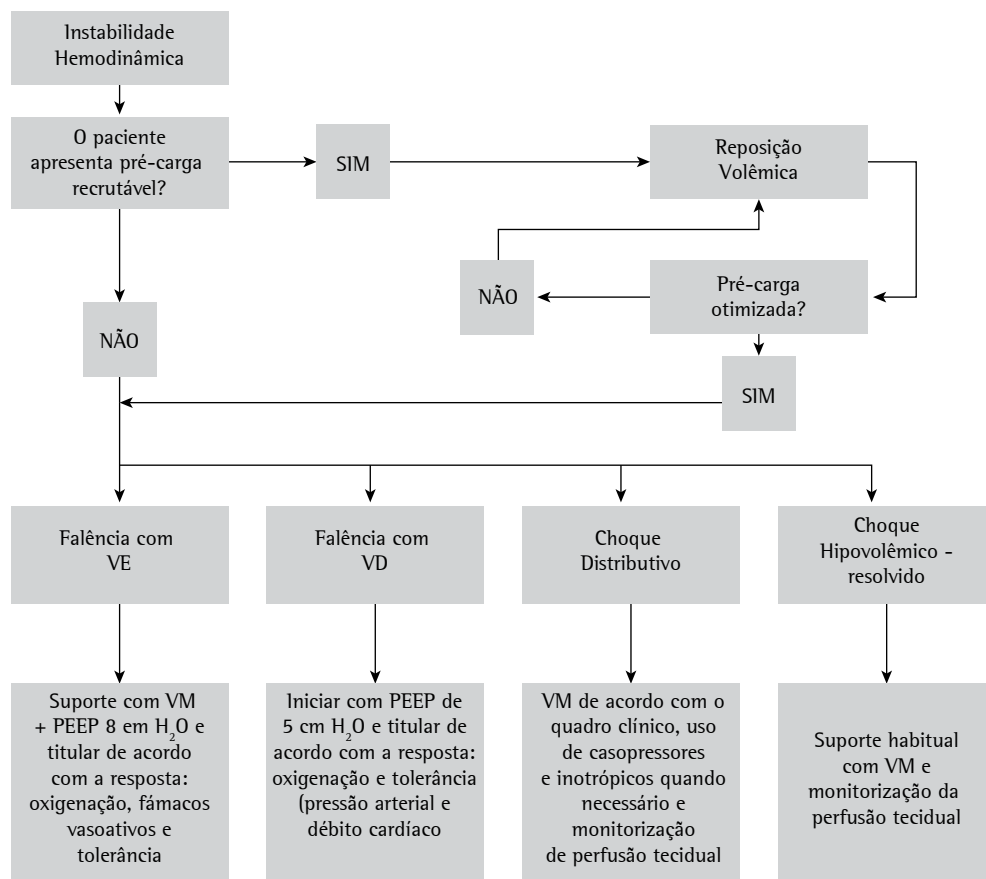 Instabilidade
Hemodinâmica
O paciente
apresenta pré-carga
recrutável?
SIM
Reposição
Volêmica
NÃO
Pré-carga
otimizada?
NÃO
SIM
Falência com
VE
Falência com
VD
Choque
Distributivo
Choque
Hipovolêmico -
resolvido
Suporte com VM
+ PEEP 8 em H₂O e
titular de acordo
com a resposta:
oxigenação, fámacos
vasoativos e
tolerância
Iniciar com PEEP de
5 cm H₂O e titular de
acordo com a resposta:
oxigenação e tolerância
(pressão arterial e
débito cardíaco
VM de acordo com o
quadro clínico, uso
de casopressores
e inotrópicos quando
necessário e
monitorização
de perfusão tecidual
Suporte habitual
com VM e
monitorização da
perfusão tecidual